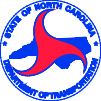 STATE OF NORTH CAROLINA
DEPARTMENT OF TRANSPORTATION